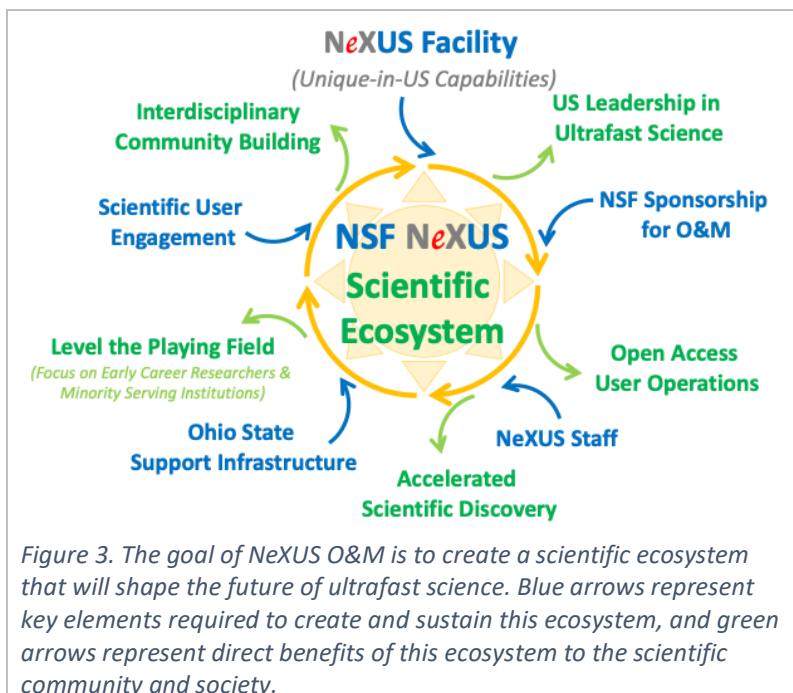 NeXUS Facility
(Unique-in-US Capabilities)
Interdisciplinary
Community Building
US Leadership in
Ultrafast Science
Scientific User
Engagement
NSF Sponsorship
for O&M
NSF NeXUS
Scientific
Ecosystem
Level the Playing Field
(Focus on Early Career Researchers &
Minority Serving Institutions)
Open Access
User Operations
Ohio State
Support Infrastructure
NeXUS Staff
Accelerated
Scientific Discovery
Figure 3. The goal of NeXUS O&M is to create a scientific ecosystem
that will shape the future of ultrafast science. Blue arrows represent
key elements required to create and sustain this ecosystem, and green
arrows represent direct benefits of this ecosystem to the scientific
community and society.